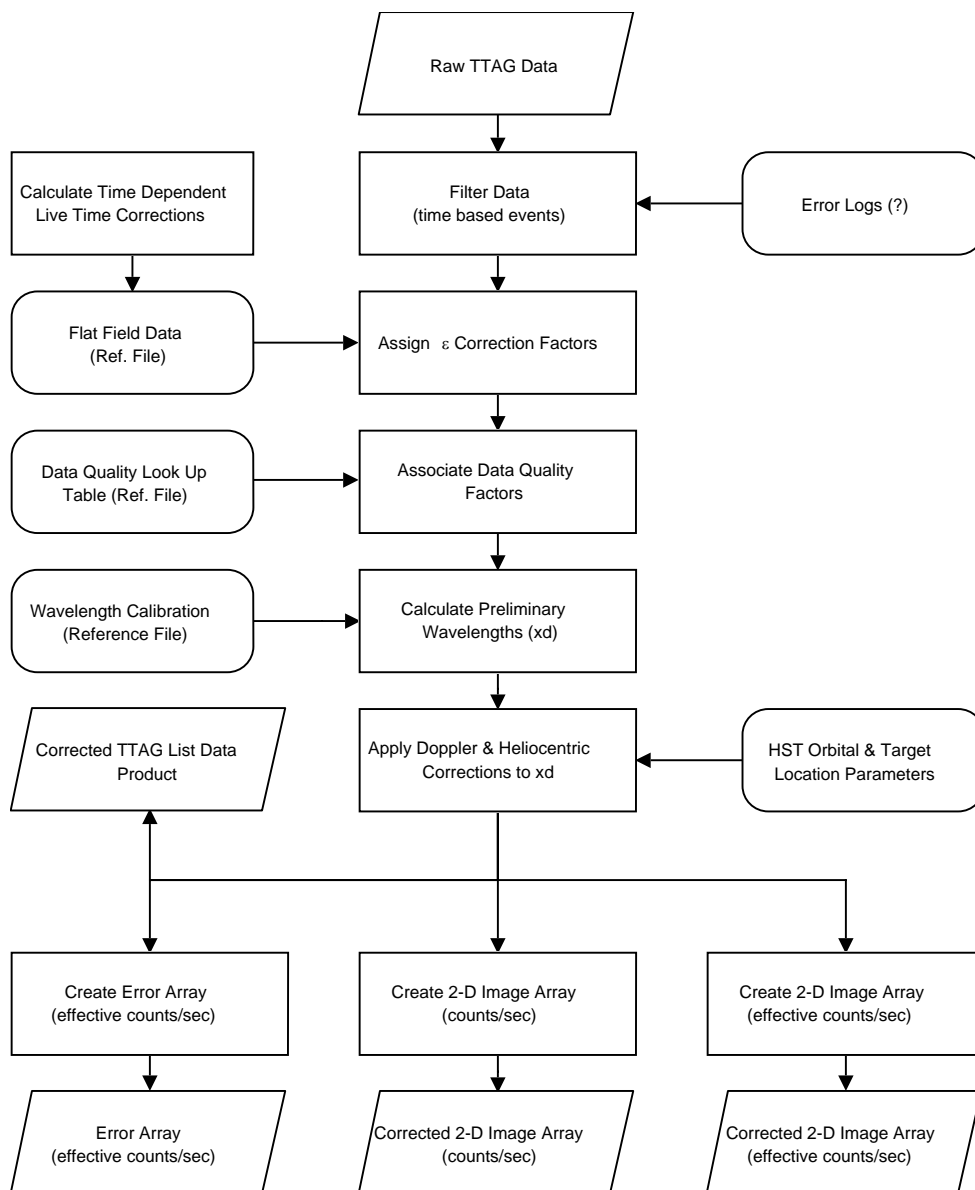 Raw TTAG Data
Calculate Time Dependent
Live Time Corrections
Filter Data
(time based events)
Error Logs (?)
Flat Field Data
(Ref. File)
Assign ε Correction Factors
Data Quality Look Up
Table (Ref. File)
Associate Data Quality
Factors
Wavelength Calibration
(Reference File)
Calculate Preliminary
Wavelengths (xd)
Corrected TTAG List Data
Product
Apply Doppler & Heliocentric
Corrections to xd
HST Orbital & Target
Location Parameters
Create Error Array
(effective counts/sec)
Create 2-D Image Array
(counts/sec)
Create 2-D Image Array
(effective counts/sec)
Error Array
(effective counts/sec)
Corrected 2-D Image Array
(counts/sec)
Corrected 2-D Image Array
(effective counts/sec)